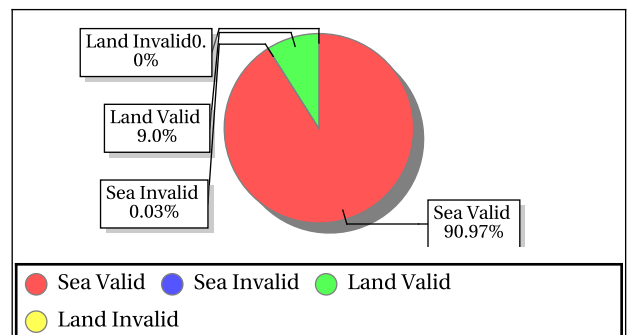 Land Invalid0.
0%
Land Valid
9.0%
Sea Invalid
0.03%
Sea Valid
90.97%
Sea Valid Sea Invalid Land Valid
Land Invalid